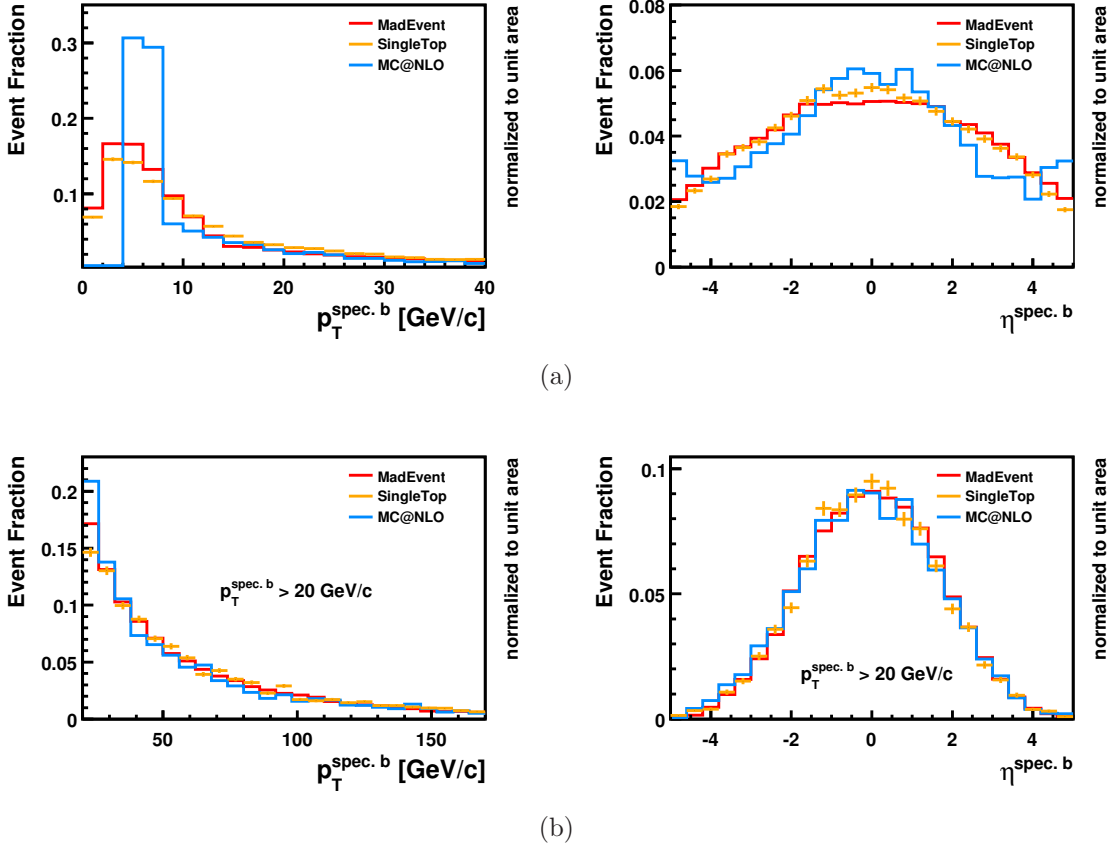 Event Fraction
0.3
0.2
0.1
MadEvent
SingleTop
MC@NLO
normalized to unit area
0 10 20 30 40
p_T^spec. b [GeV/c]
Event Fraction
0.08
0.06
0.04
0.02
0
MadEvent
SingleTop
MC@NLO
normalized to unit area
-4 -2 0 2 4
η^spec. b
(a)
Event Fraction
0.2
0.15
0.1
0.05
0
MadEvent
SingleTop
MC@NLO
p_T^spec. b > 20 GeV/c
normalized to unit area
50 100 150
p_T^spec. b [GeV/c]
Event Fraction
0.1
0.05
0
MadEvent
SingleTop
MC@NLO
p_T^spec. b > 20 GeV/c
normalized to unit area
-4 -2 0 2 4
η^spec. b
(b)